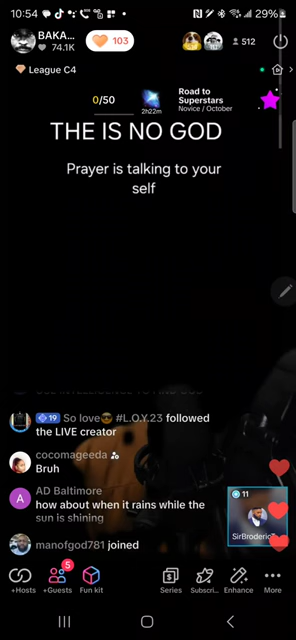 10:54
29%
BAKA...
74.1K
103
512
League C4
0/50
2h22m
Road to
Superstars
Novice / October
THE IS NO GOD
Prayer is talking to your
self
19 So love😎 #L.O.Y.23 followed
the LIVE creator
cocomageeda
Bruh
A
AD Baltimore
how about when it rains while the
sun is shining
manofgod781 joined
11
SirBroderic
5
+Hosts
+Guests
Fun kit
Series
Subscri...
Enhance
More